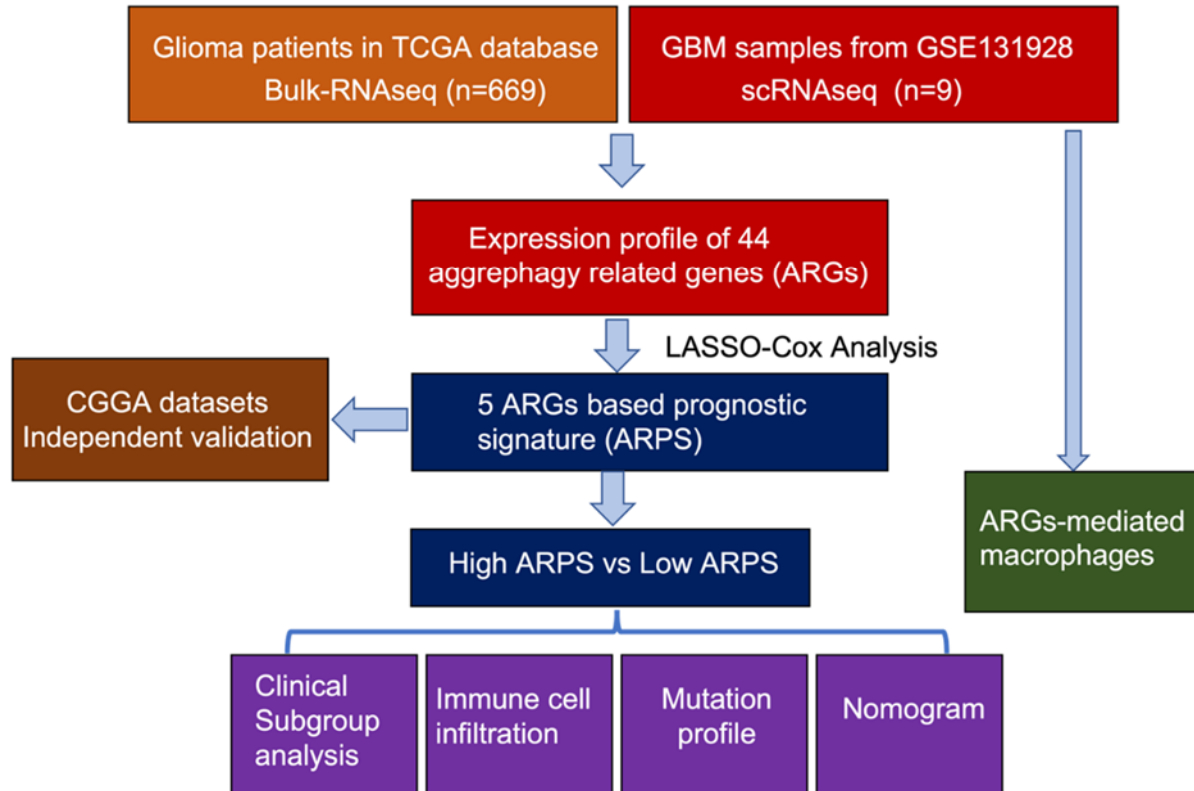 Glioma patients in TCGA database
Bulk-RNAseq (n=669)
GBM samples from GSE131928
scRNAseq (n=9)
Expression profile of 44
aggrephagy related genes (ARGs)
LASSO-Cox Analysis
CGGA datasets
Independent validation
5 ARGs based prognostic
signature (ARPS)
ARGs-mediated
macrophages
High ARPS vs Low ARPS
Clinical
Subgroup
analysis
Immune cell
infiltration
Mutation
profile
Nomogram